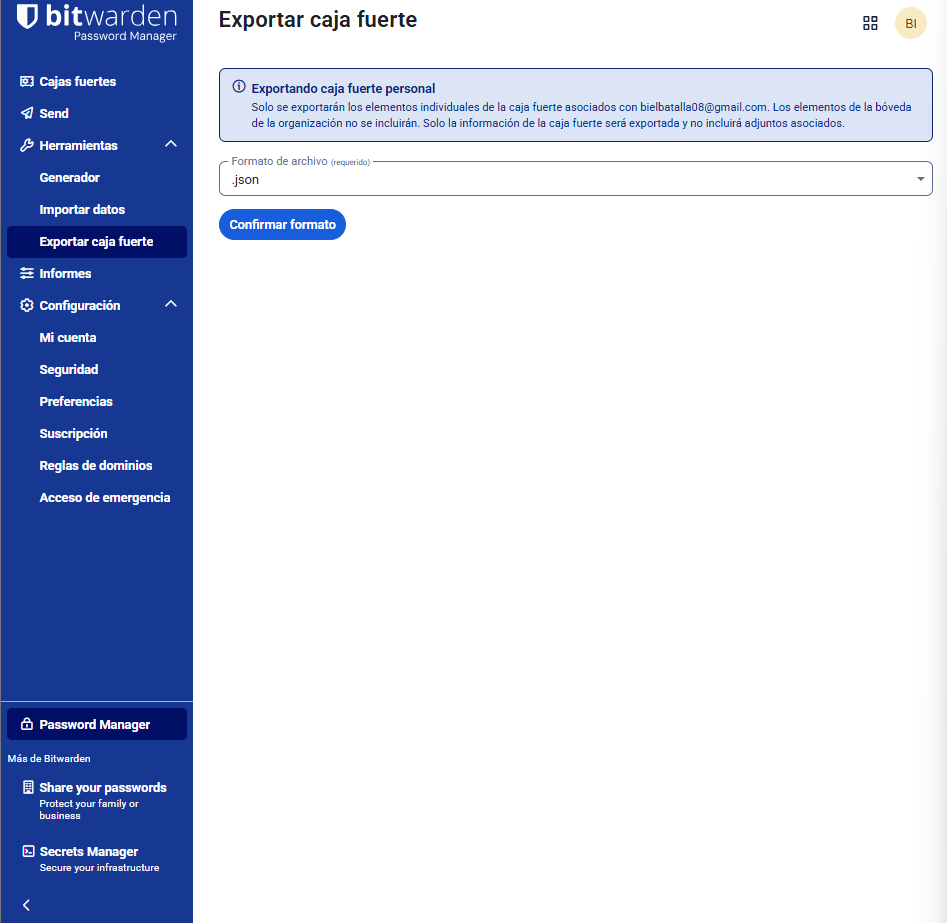 bitwarden
Password Manager
Exportar caja fuerte
BI
Cajas fuertes
Send
Herramientas
Generador
Importar datos
Exportar caja fuerte
Informes
Configuración
Mi cuenta
Seguridad
Preferencias
Suscripción
Reglas de dominios
Acceso de emergencia
Password Manager
Más de Bitwarden
Share your passwords
Protect your family or
business
Secrets Manager
Secure your infrastructure
Exportando caja fuerte personal
Solo se exportarán los elementos individuales de la caja fuerte asociados con bielbatalla08@gmail.com. Los elementos de la bóveda
de la organización no se incluirán. Solo la información de la caja fuerte será exportada y no incluirá adjuntos asociados.
Formato de archivo (requerido)
.json
Confirmar formato